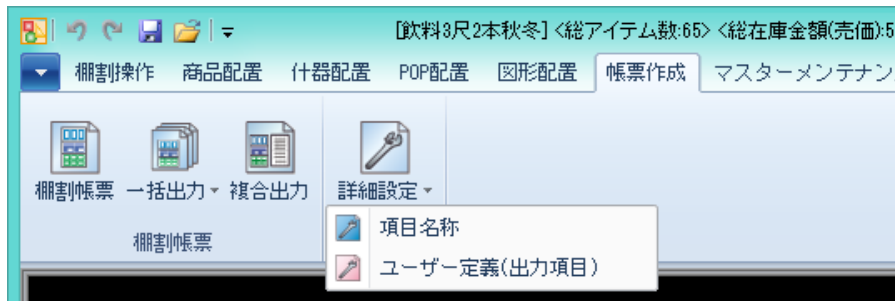 [飲料3尺2本秋冬] <総アイテム数:65> <総在庫金額(売価):5
棚割操作 商品配置 什器配置 POP配置 図形配置 帳票作成 マスターメンテナン
棚割帳票 一括出力 複合出力 詳細設定
棚割帳票
項目名称
ユーザー定義(出力項目)